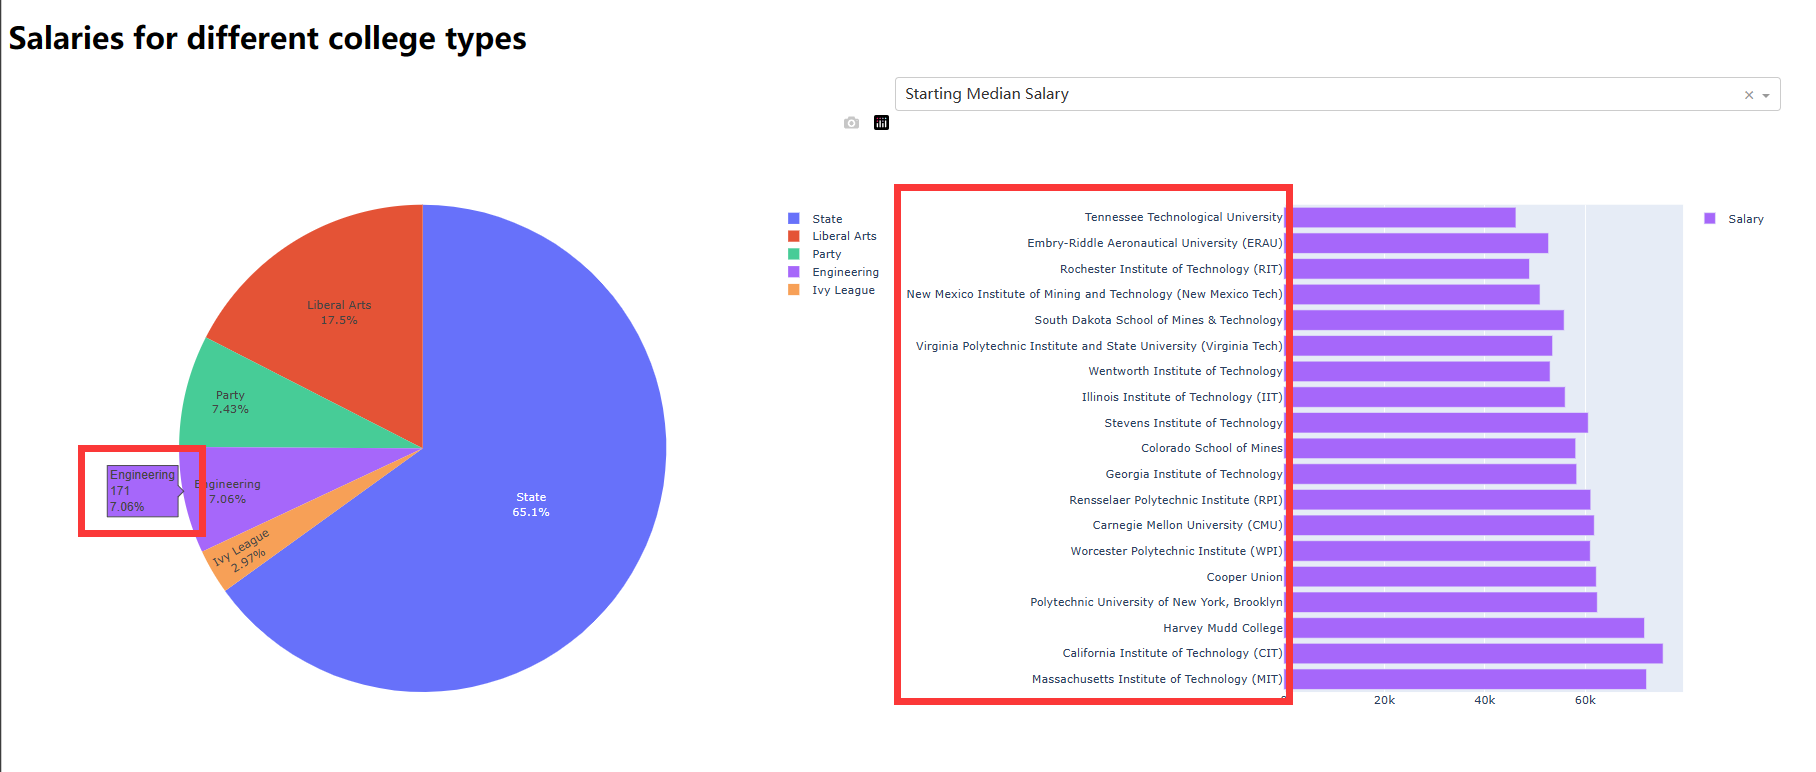 Salaries for different college types
Starting Median Salary
State
Liberal Arts
Party
Engineering
Ivy League
Liberal Arts
17.5%
Party
7.43%
Engineering
171
7.06%
Engineering
7.06%
Ivy League
2.97%
State
65.1%
Tennessee Technological University
Embry-Riddle Aeronautical University (ERAU)
Rochester Institute of Technology (RIT)
New Mexico Institute of Mining and Technology (New Mexico Tech)
South Dakota School of Mines & Technology
Virginia Polytechnic Institute and State University (Virginia Tech)
Wentworth Institute of Technology
Illinois Institute of Technology (IIT)
Stevens Institute of Technology
Colorado School of Mines
Georgia Institute of Technology
Rensselaer Polytechnic Institute (RPI)
Carnegie Mellon University (CMU)
Worcester Polytechnic Institute (WPI)
Cooper Union
Polytechnic University of New York, Brooklyn
Harvey Mudd College
California Institute of Technology (CIT)
Massachusetts Institute of Technology (MIT)
20k
40k
60k
Salary